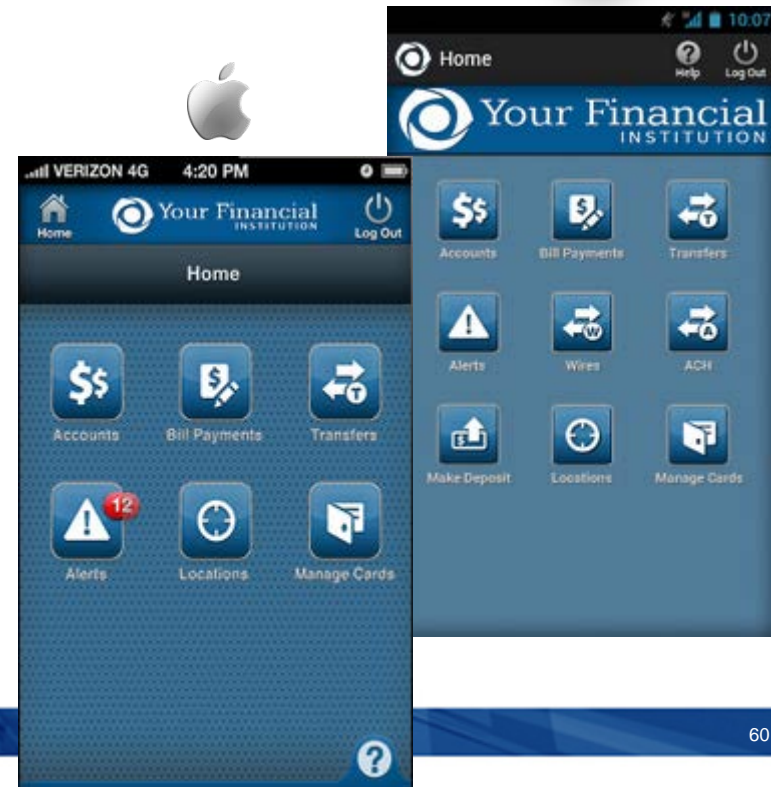 VERIZON 4G 4:20 PM
Home
Your Financial
INSTITUTION
Log Out
Home
$$
Accounts
$
Bill Payments
T
Transfers
!
12
Alerts
Locations
Manage Cards
?
10:07
Home
?
Help
Log Out
Your Financial
INSTITUTION
$$
Accounts
$
Bill Payments
T
Transfers
!
Alerts
W
Wires
A
ACH
$
Make Deposit
Locations
Manage Cards
60